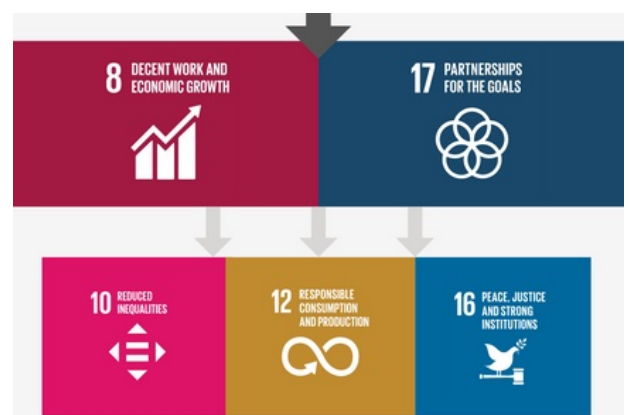 8 DECENT WORK AND
ECONOMIC GROWTH
17 PARTNERSHIPS
FOR THE GOALS
10 REDUCED
INEQUALITIES
12 RESPONSIBLE
CONSUMPTION
AND PRODUCTION
16 PEACE, JUSTICE
AND STRONG
INSTITUTIONS